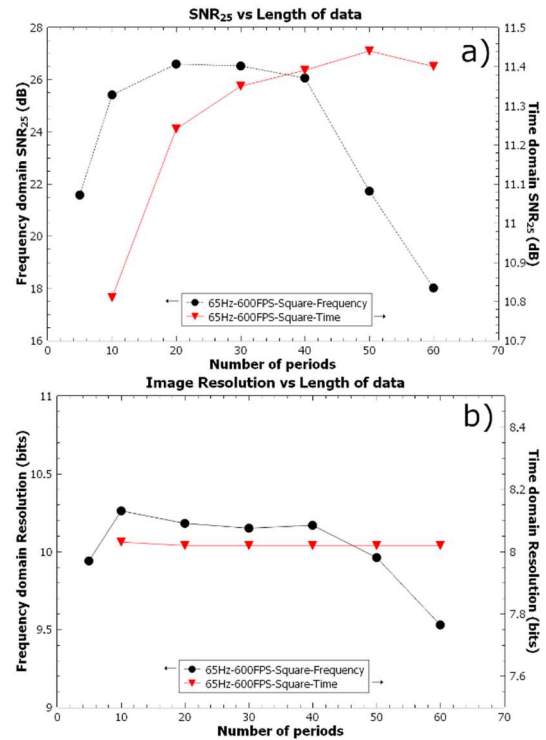 SNR25 vs Length of data
a)
28
26
24
22
20
18
16
11.5
11.4
11.3
11.2
11.1
11
10.9
10.8
10.7
Frequency domain SNR25 (dB)
Time domain SNR25 (dB)
65Hz-600FPS-Square-Frequency
65Hz-600FPS-Square-Time
0 10 20 30 40 50 60 70
Number of periods
Image Resolution vs Length of data
b)
11
10.5
10
9.5
9
8.4
8.2
8
7.8
7.6
Frequency domain Resolution (bits)
Time domain Resolution (bits)
65Hz-600FPS-Square-Frequency
65Hz-600FPS-Square-Time
0 10 20 30 40 50 60 70
Number of periods